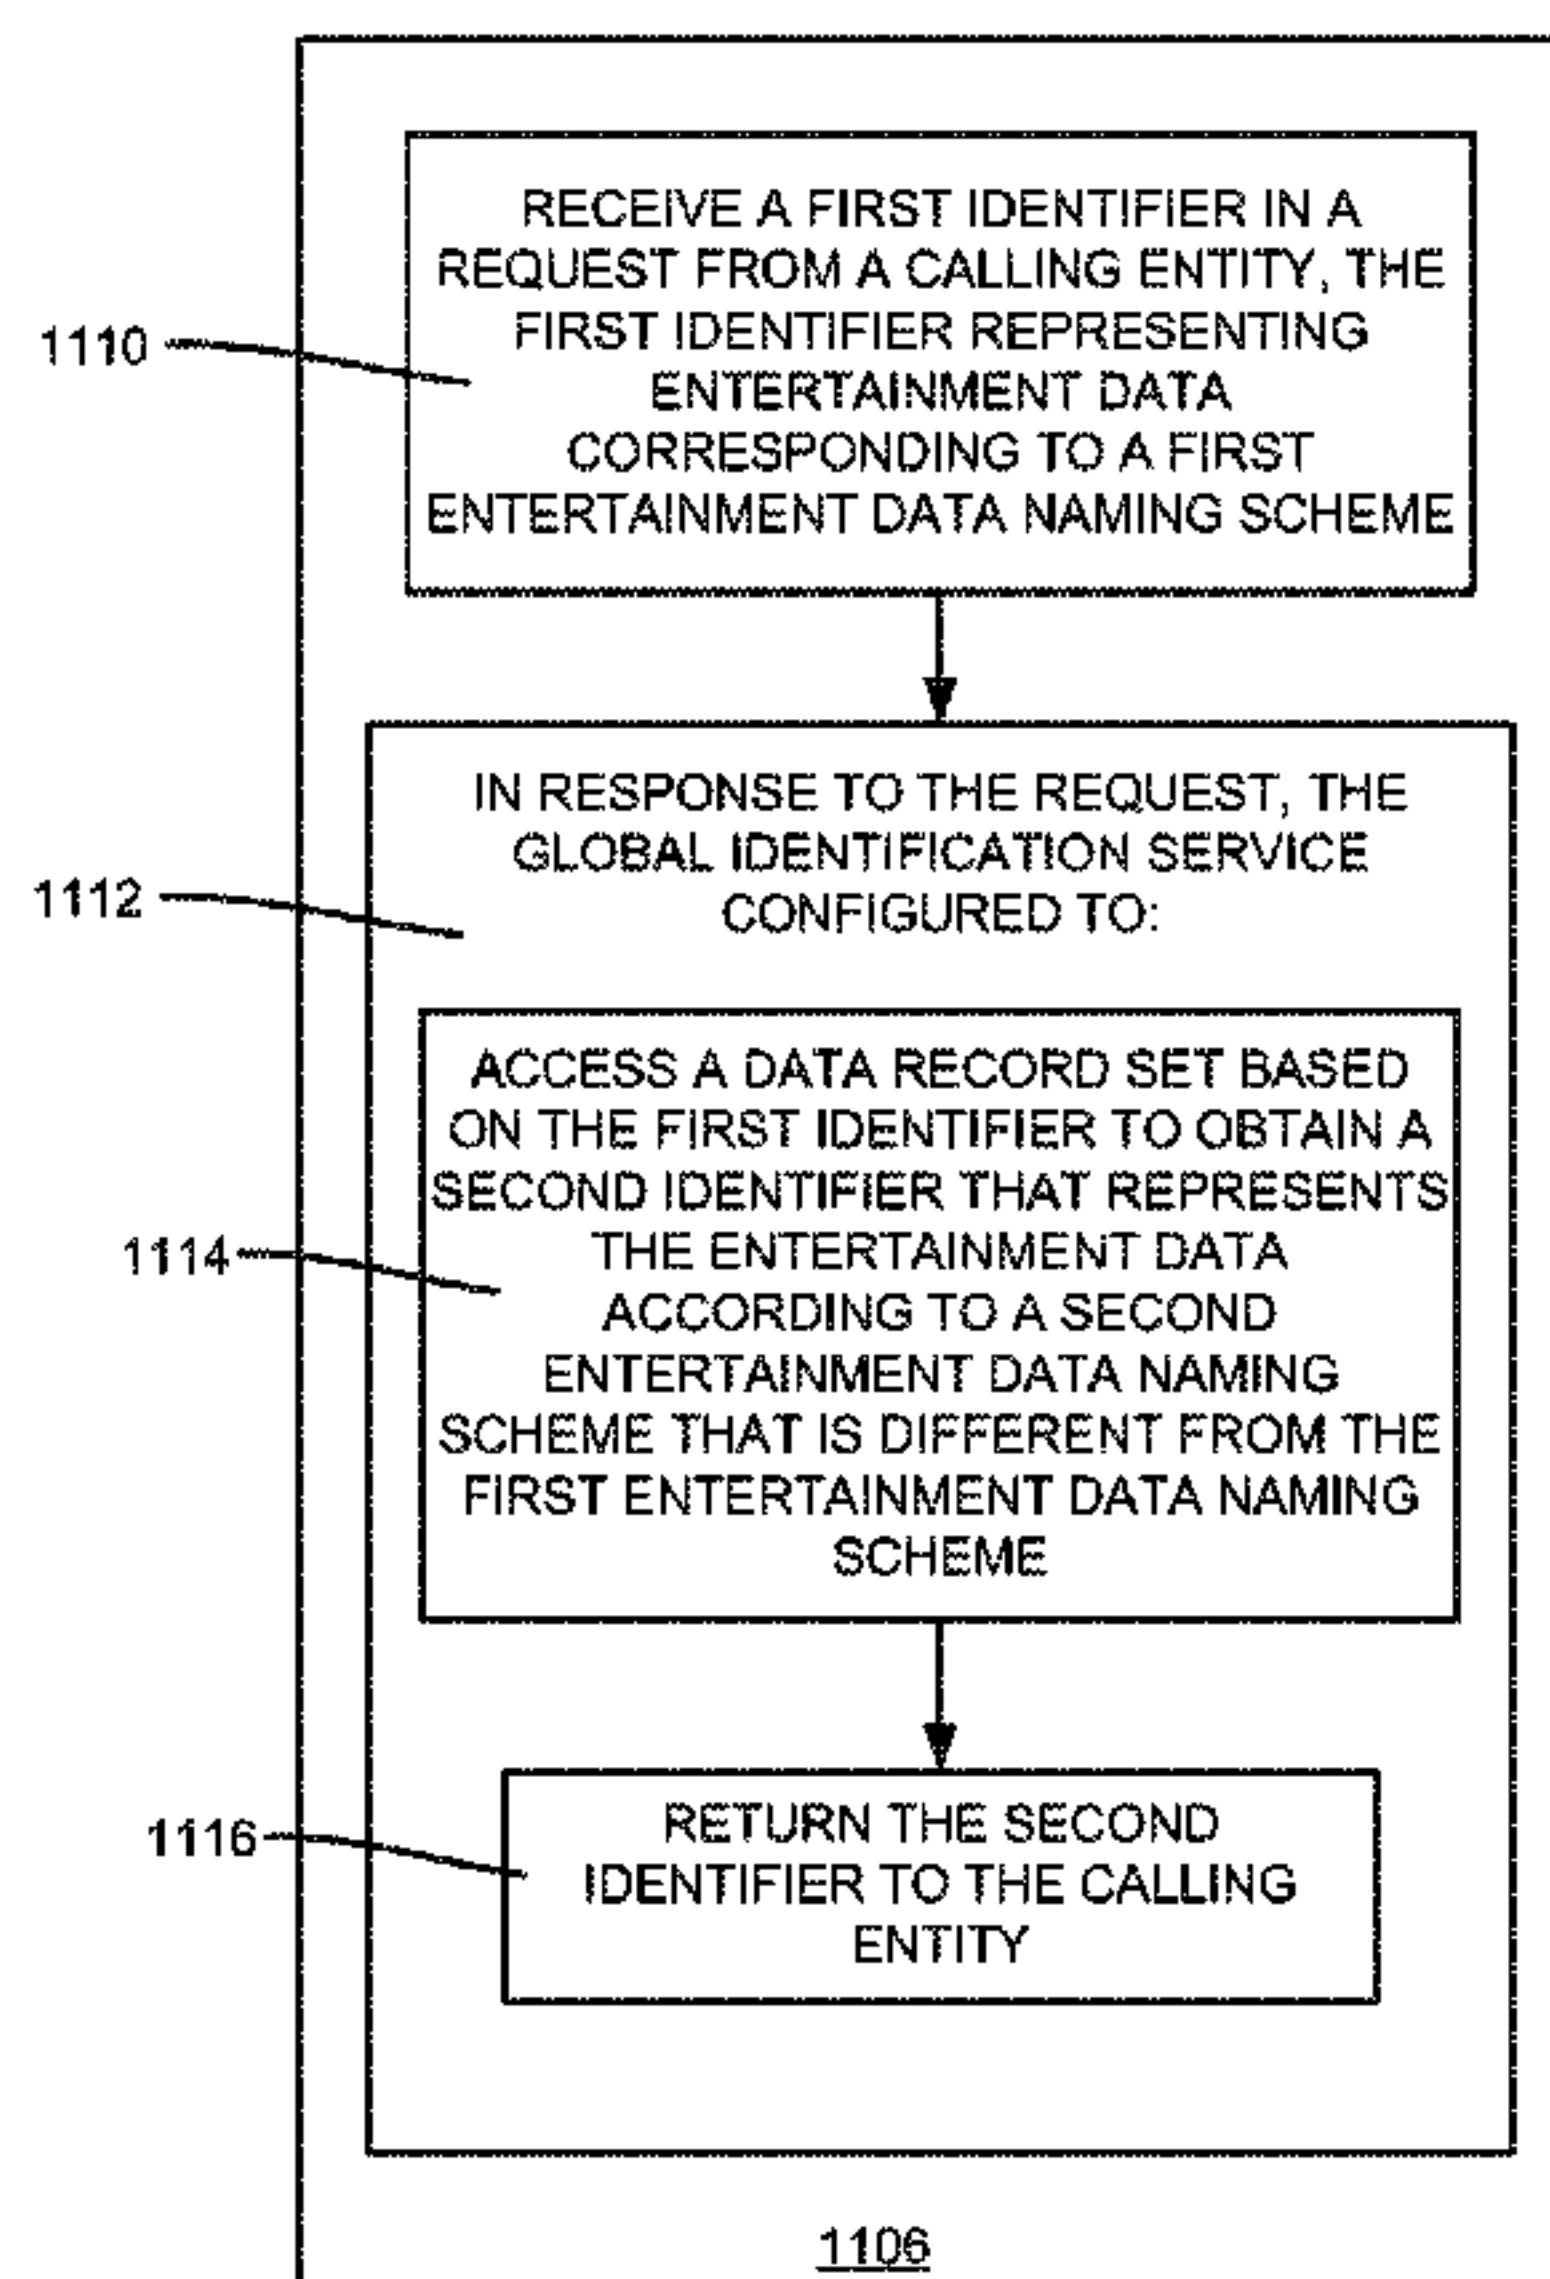 RECEIVE A FIRST IDENTIFIER IN A
REQUEST FROM A CALLING ENTITY, THE
FIRST IDENTIFIER REPRESENTING
ENTERTAINMENT DATA
CORRESPONDING TO A FIRST
ENTERTAINMENT DATA NAMING SCHEME
1110
IN RESPONSE TO THE REQUEST, THE
GLOBAL IDENTIFICATION SERVICE
CONFIGURED TO:
1112
ACCESS A DATA RECORD SET BASED
ON THE FIRST IDENTIFIER TO OBTAIN A
SECOND IDENTIFIER THAT REPRESENTS
THE ENTERTAINMENT DATA
ACCORDING TO A SECOND
ENTERTAINMENT DATA NAMING
SCHEME THAT IS DIFFERENT FROM THE
FIRST ENTERTAINMENT DATA NAMING
SCHEME
1114
RETURN THE SECOND
IDENTIFIER TO THE CALLING
ENTITY
1116
1106